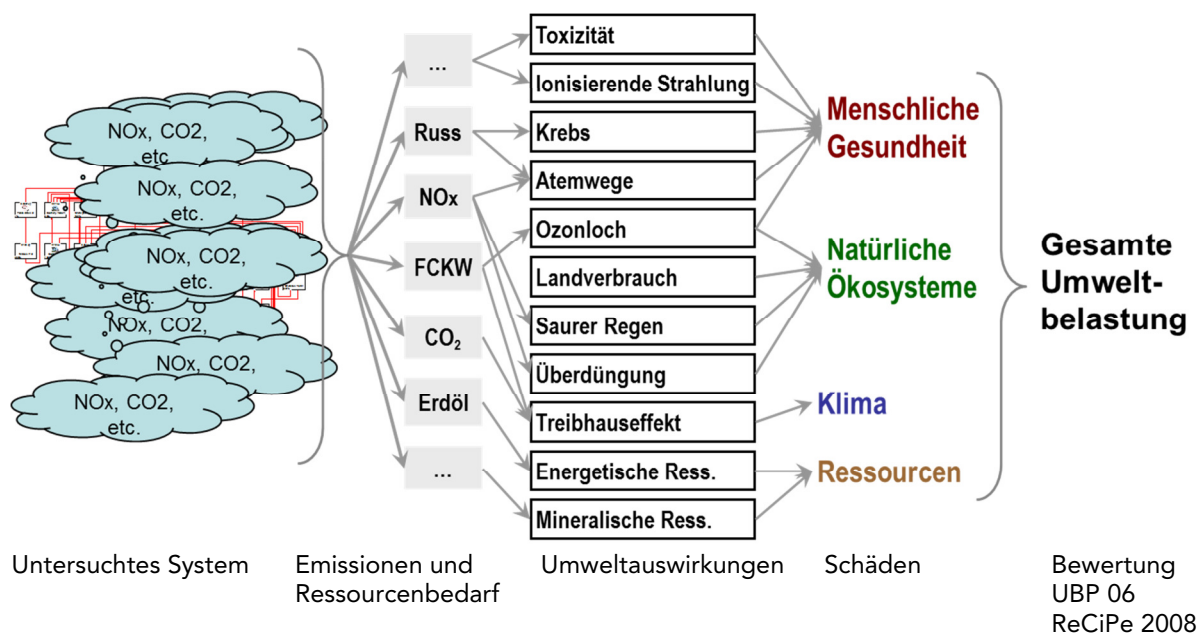 NOx, CO2,
etc.
NOx, CO2,
etc.
NOx, CO2,
etc.
etc.
NOx, CO2,
NOx, CO2,
NOx, CO2,
etc.
...
Russ
NOx
FCKW
CO₂
Erdöl
...
Toxizität
Ionisierende Strahlung
Krebs
Atemwege
Ozonloch
Landverbrauch
Saurer Regen
Überdüngung
Treibhauseffekt
Energetische Ress.
Mineralische Ress.
Menschliche
Gesundheit
Natürliche
Ökosysteme
Klima
Ressourcen
Gesamte
Umwelt-
belastung
Untersuchtes System
Emissionen und
Ressourcenbedarf
Umweltauswirkungen
Schäden
Bewertung
UBP 06
ReCiPe 2008